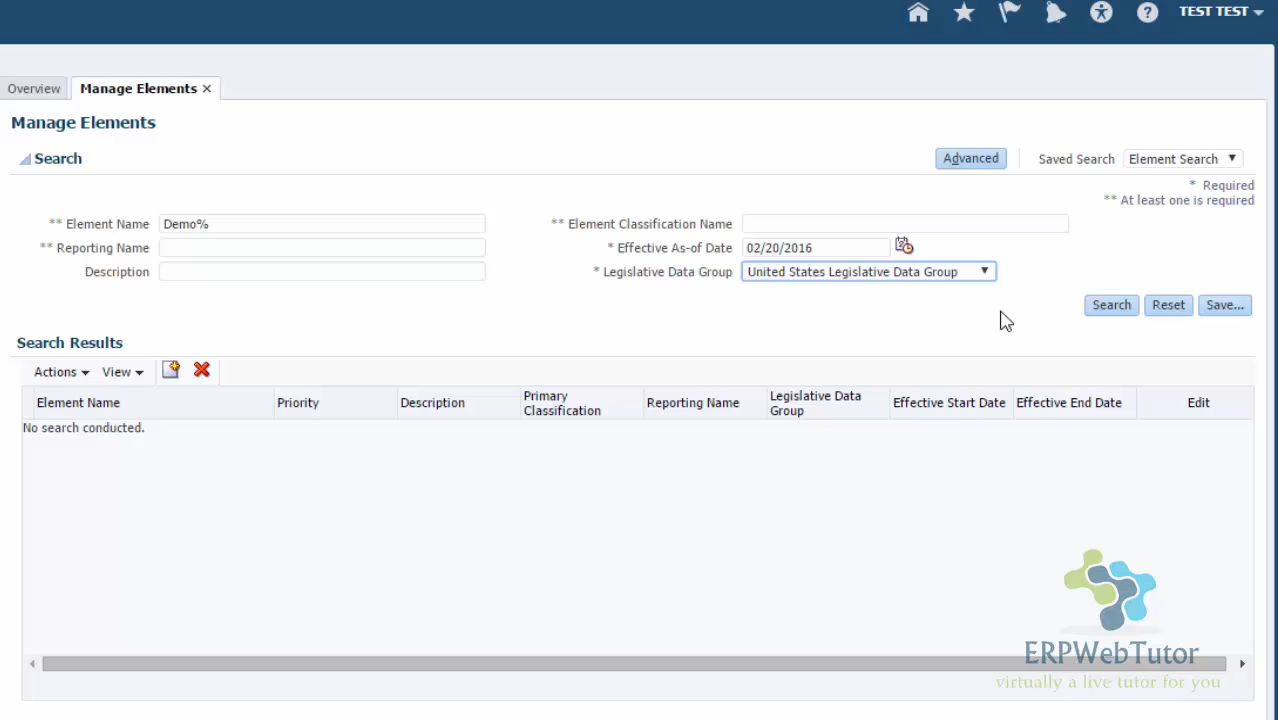 TEST TEST
Overview
Manage Elements
Manage Elements
Search
Advanced
Saved Search
Element Search
* Required
** At least one is required
** Element Name
Demo%
** Element Classification Name
** Reporting Name
* Effective As-of Date
02/20/2016
Description
* Legislative Data Group
United States Legislative Data Group
Search
Reset
Save...
Search Results
Actions
View
Element Name
Priority
Description
Primary
Classification
Reporting Name
Legislative Data
Group
Effective Start Date
Effective End Date
Edit
No search conducted.
ERPWebTutor
virtually a live tutor for you